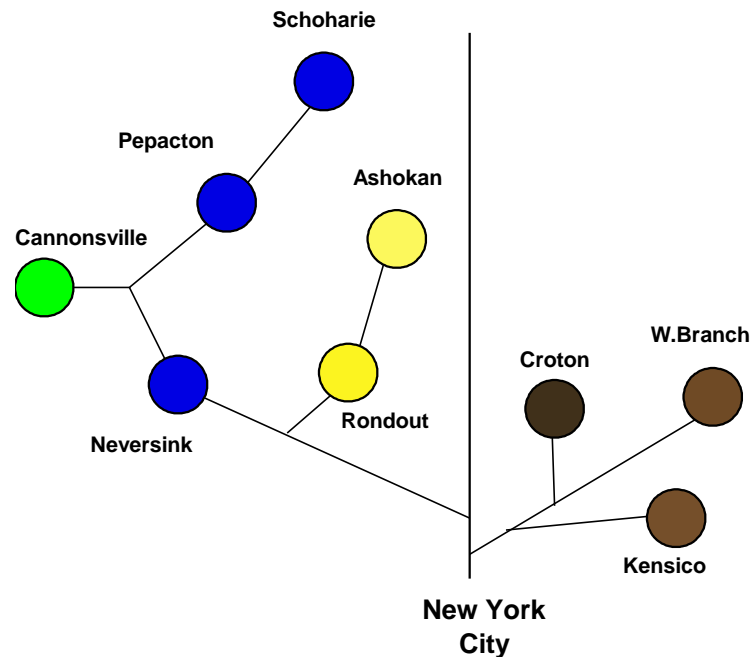 Schoharie
Pepacton
Ashokan
Cannonsville
W.Branch
Croton
Rondout
Neversink
Kensico
New York
City